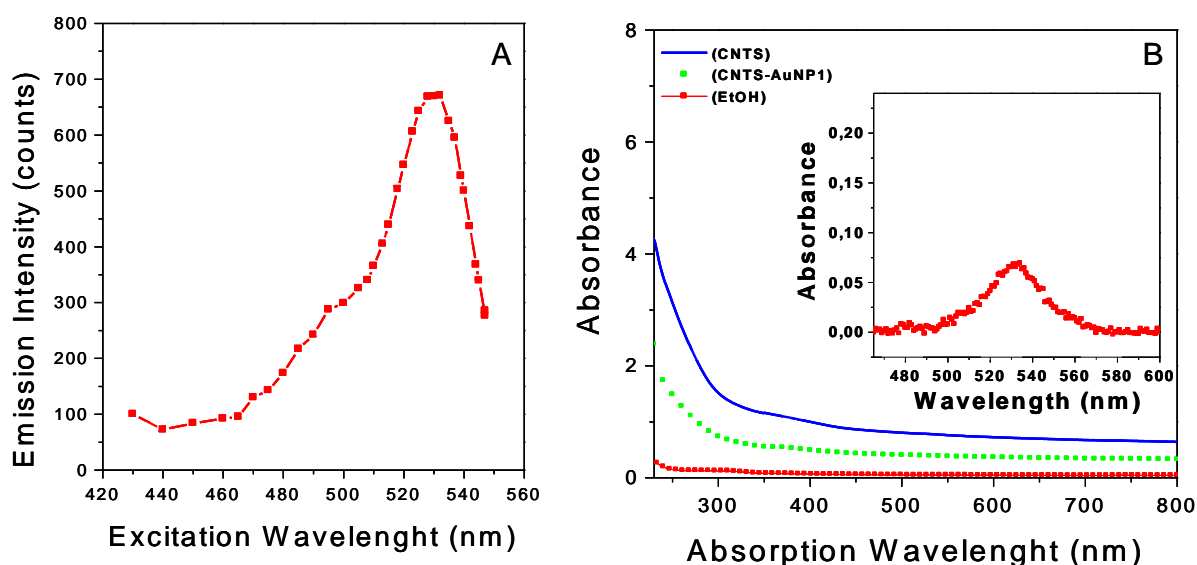 A
Emission Intensity (counts)
800
700
600
500
400
300
200
100
0
420 440 460 480 500 520 540 560
Excitation Wavelenght (nm)
B
Absorbance
8
6
4
2
0
(CNTS)
(CNTS-AuNP1)
(EtOH)
300 400 500 600 700 800
Absorption Wavelenght (nm)
Absorbance
0,20
0,15
0,10
0,05
0,00
480 500 520 540 560 580 600
Wavelength (nm)